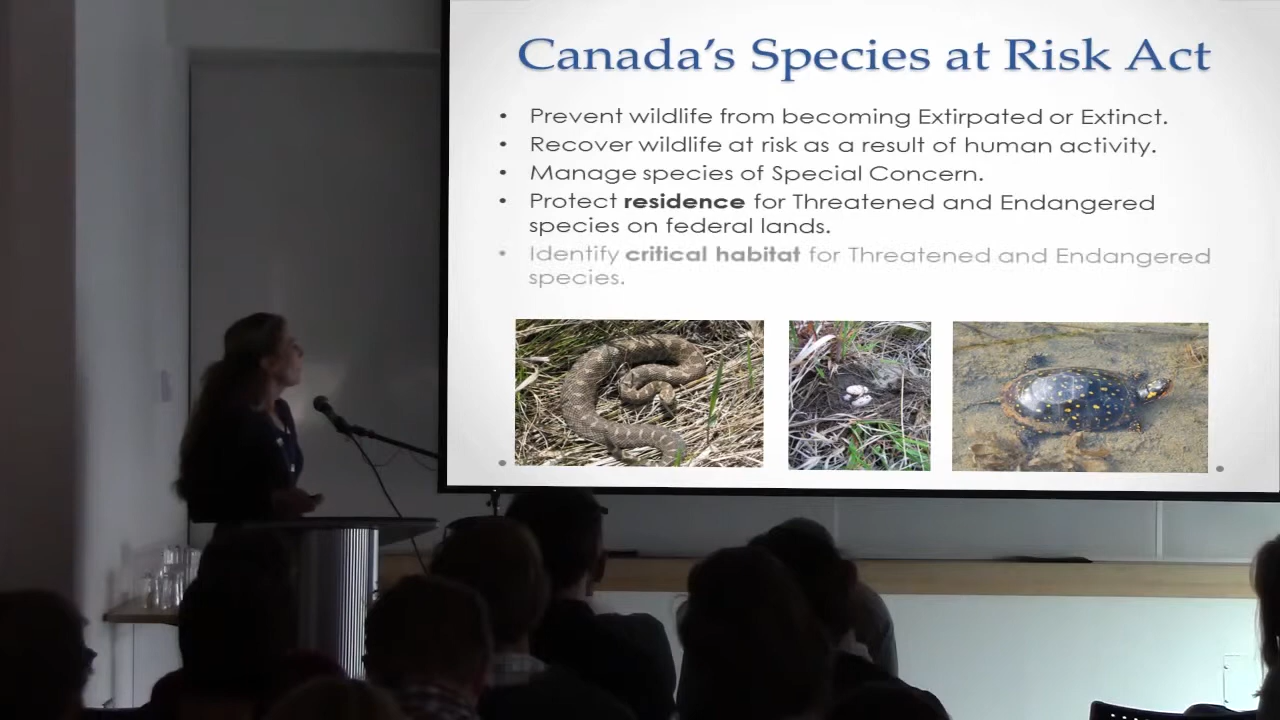 Canada's Species at Risk Act
• Prevent wildlife from becoming Extirpated or Extinct.
• Recover wildlife at risk as a result of human activity.
• Manage species of Special Concern.
• Protect residence for Threatened and Endangered
species on federal lands.
• Identify critical habitat for Threatened and Endangered
species.